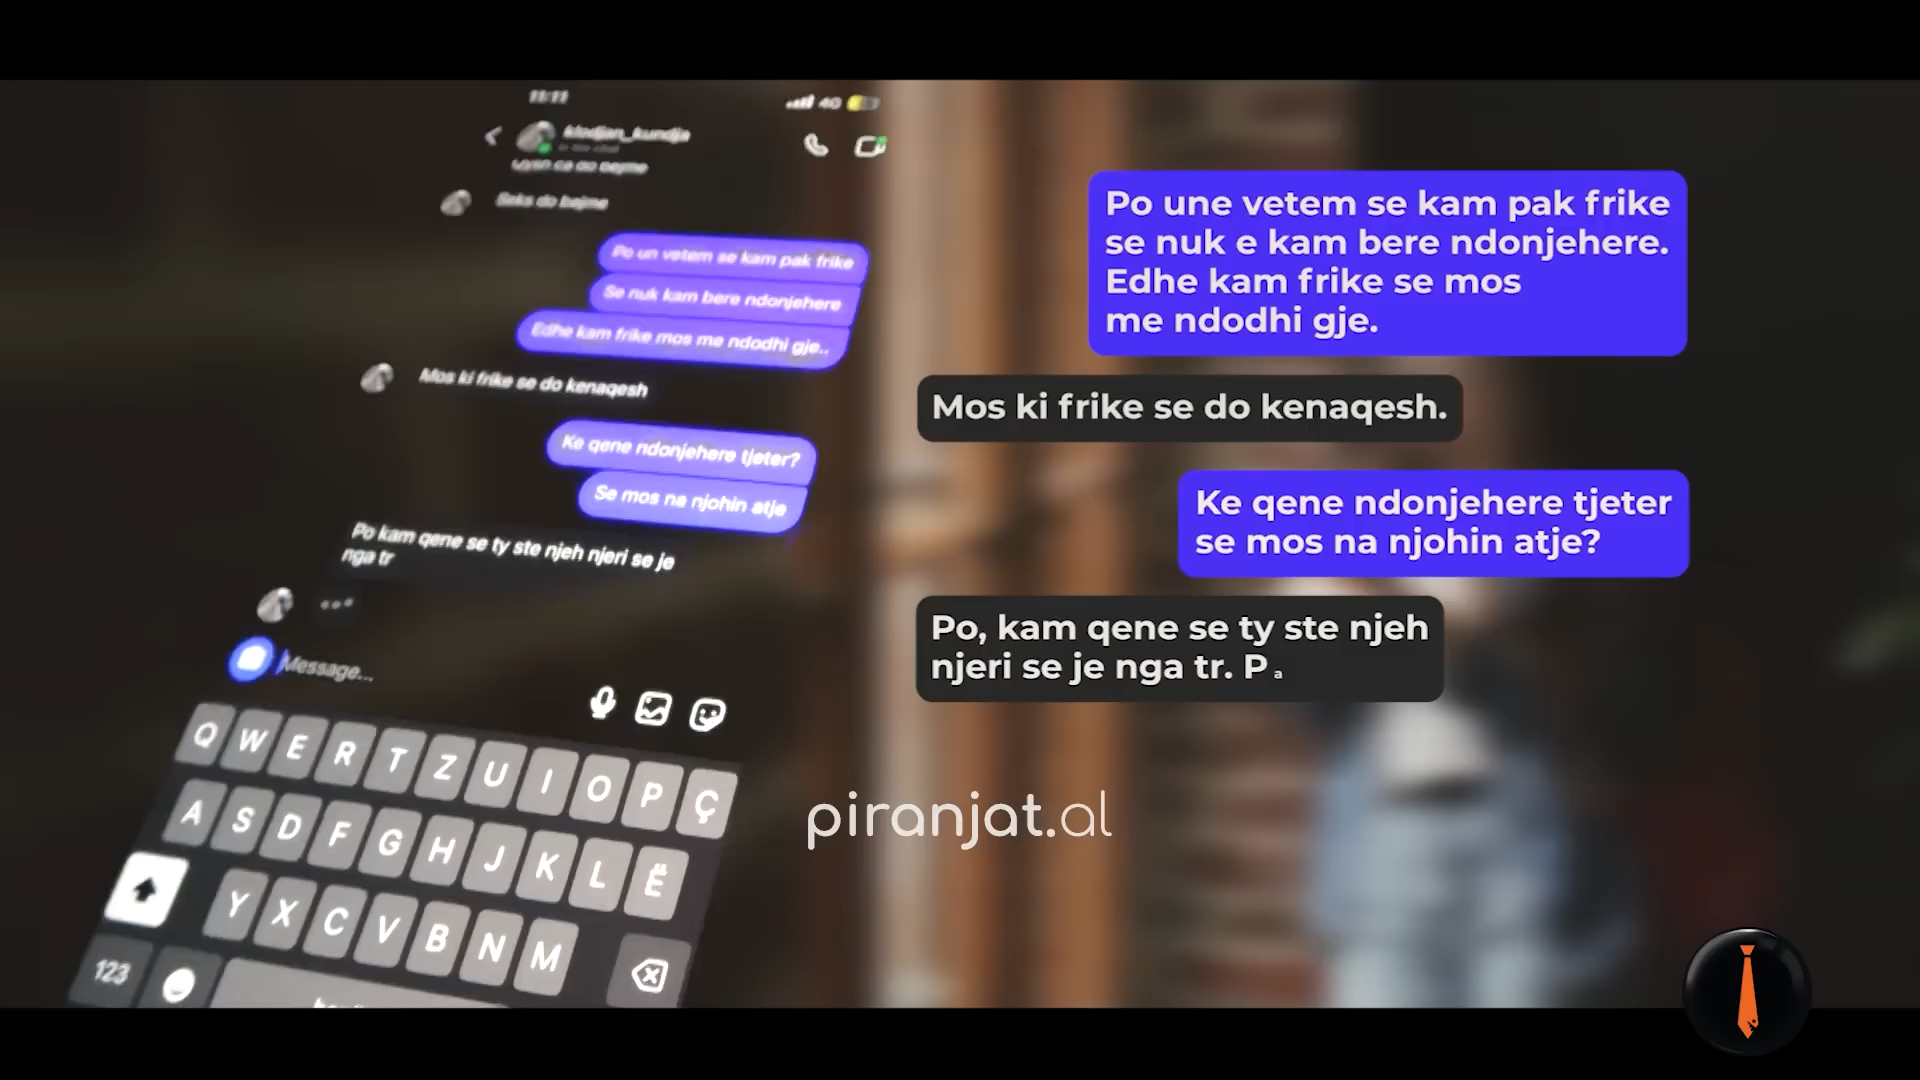 11:11
40
klodjan_kundja
Seks do bejme
Po un vetem se kam pak frike
Se nuk kam bere ndonjehere
Edhe kam frike mos me ndodhi gje..
Mos ki frike se do kenaqesh
Ke qene ndonjehere tjeter?
Se mos na njohin atje
Po kam qene se ty ste njeh njeri se je
nga tr
Message...
Q W E R T Z U I O P Ç
A S D F G H J K L Ë
Y X C V B N M
123
Po une vetem se kam pak frike
se nuk e kam bere ndonjehere.
Edhe kam frike se mos
me ndodhi gje.
Mos ki frike se do kenaqesh.
Ke qene ndonjehere tjeter
se mos na njohin atje?
Po, kam qene se ty ste njeh
njeri se je nga tr. P a
piranjat.al